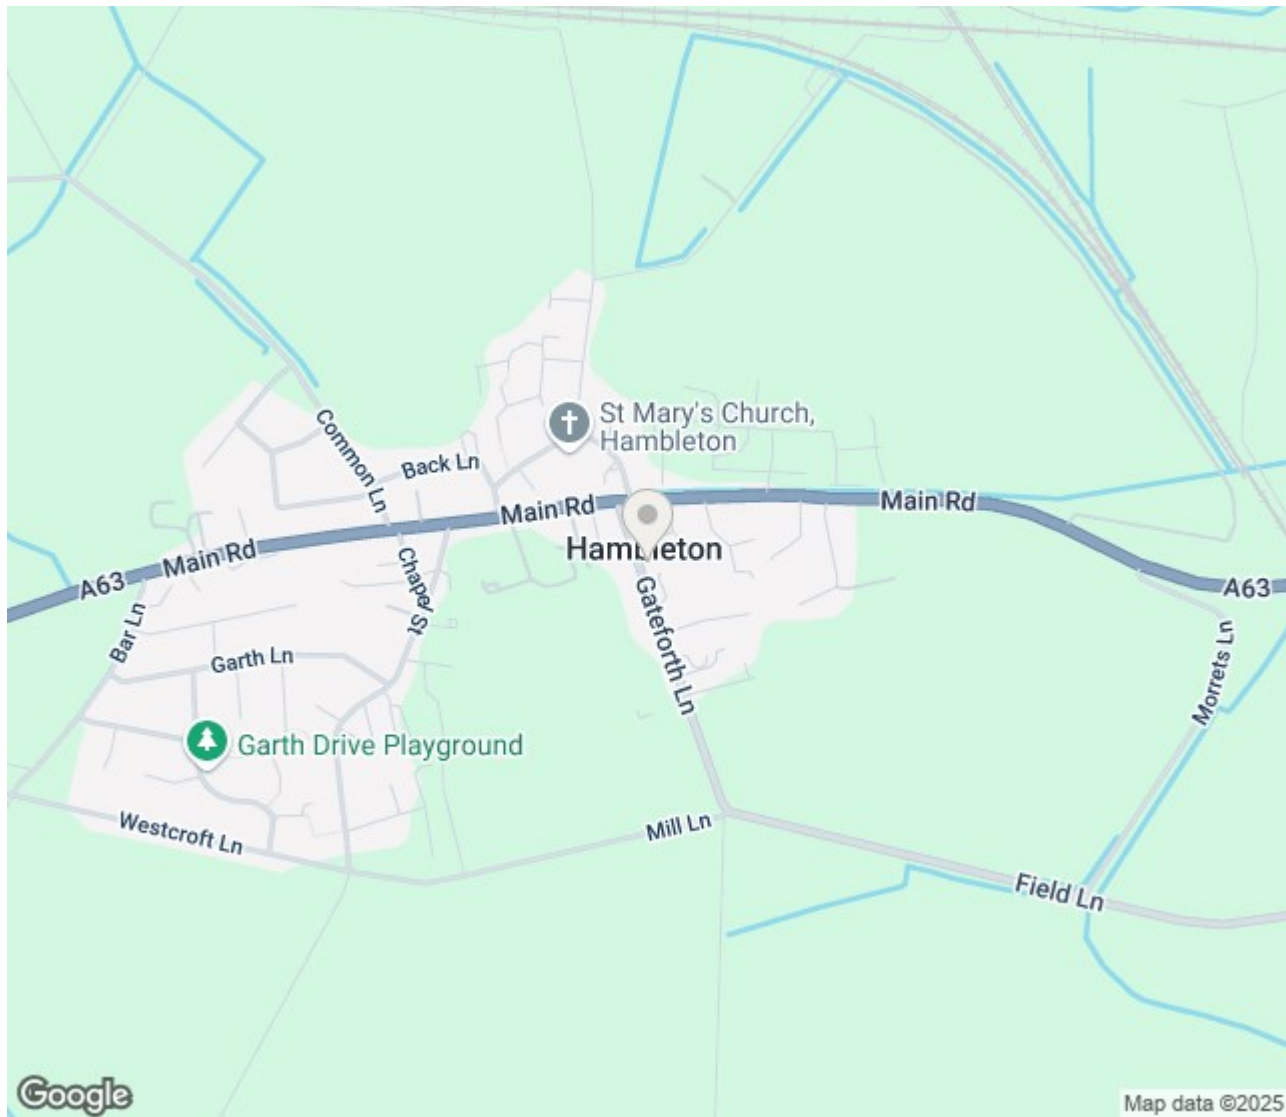 St Mary's Church,
Hambleton
Common Ln
Back Ln
Main Rd
Main Rd
Main Rd
Hambleton
A63
A63
Chapel St
Bar Ln
Gateforth Ln
Garth Ln
Morrets Ln
Garth Drive Playground
Westcroft Ln
Mill Ln
Field Ln
Google
Map data ©2025